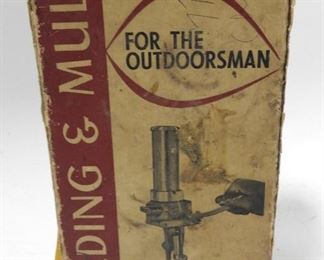 DING & MUL
FOR THE
OUTDOORSMAN